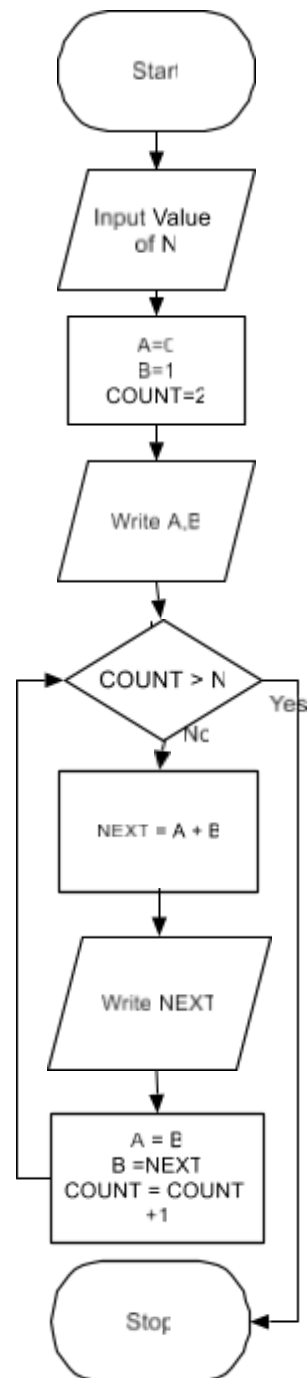 Start
Input Value
of N
A=0
B=1
COUNT=2
Write A,B
COUNT > N
Yes
No
NEXT = A + B
Write NEXT
A = B
B =NEXT
COUNT = COUNT
+1
Stop